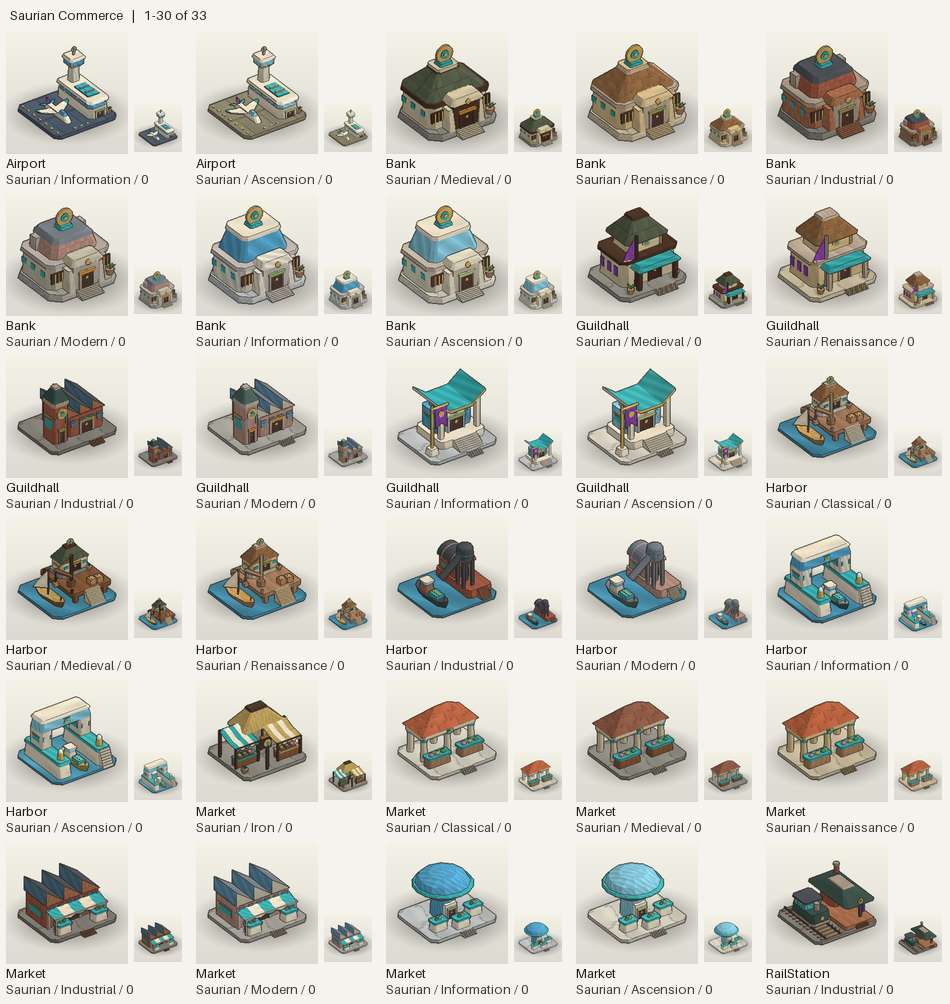 Saurian Commerce | 1-30 of 33
Airport
Saurian / Information / 0
Airport
Saurian / Ascension / 0
Bank
Saurian / Medieval / 0
Bank
Saurian / Renaissance / 0
Bank
Saurian / Industrial / 0
Bank
Saurian / Modern / 0
Bank
Saurian / Information / 0
Bank
Saurian / Ascension / 0
Guildhall
Saurian / Medieval / 0
Guildhall
Saurian / Renaissance / 0
Guildhall
Saurian / Industrial / 0
Guildhall
Saurian / Modern / 0
Guildhall
Saurian / Information / 0
Guildhall
Saurian / Ascension / 0
Harbor
Saurian / Classical / 0
Harbor
Saurian / Medieval / 0
Harbor
Saurian / Renaissance / 0
Harbor
Saurian / Industrial / 0
Harbor
Saurian / Modern / 0
Harbor
Saurian / Information / 0
Harbor
Saurian / Ascension / 0
Market
Saurian / Iron / 0
Market
Saurian / Classical / 0
Market
Saurian / Medieval / 0
Market
Saurian / Renaissance / 0
Market
Saurian / Industrial / 0
Market
Saurian / Modern / 0
Market
Saurian / Information / 0
Market
Saurian / Ascension / 0
RailStation
Saurian / Industrial / 0